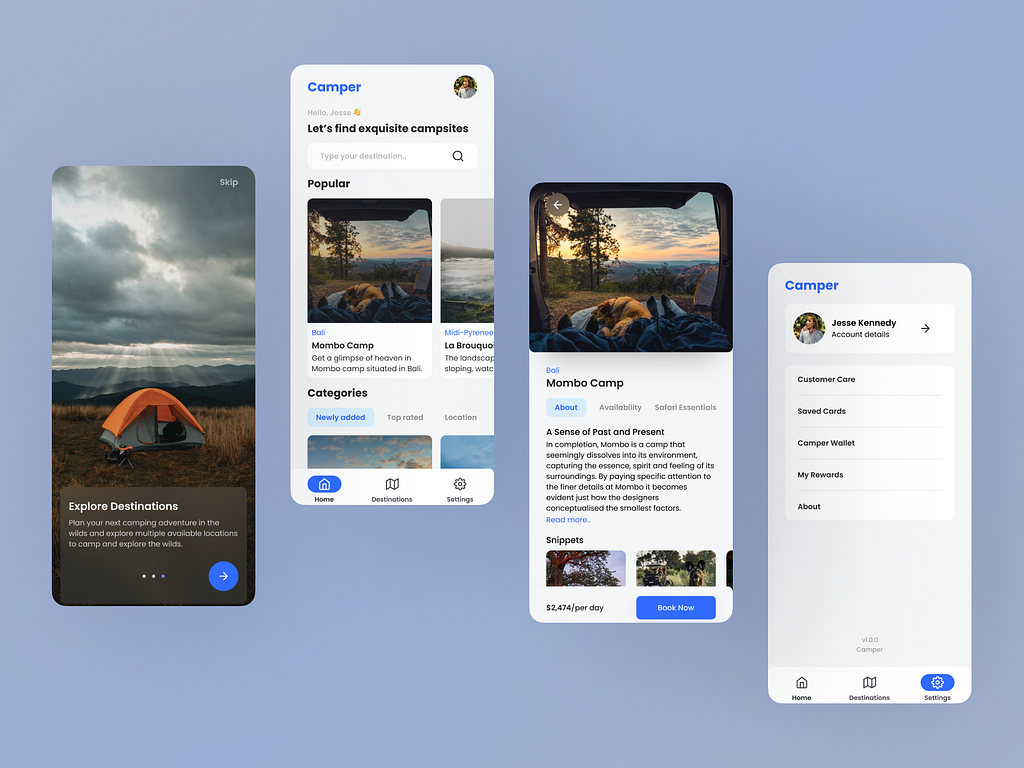 Skip
Explore Destinations
Plan your next camping adventure in the
wilds and explore multiple available locations
to camp and explore the wilds.
Camper
Hello, Jesse 👋
Let's find exquisite campsites
Type your destination..
Popular
Bali
Mombo Camp
Get a glimpse of heaven in
Mombo camp situated in Bali.
Midi-Pyrenee
La Brouquo
The landscap
sloping, watc
Categories
Newly added
Top rated
Location
Home
Destinations
Settings
Bali
Mombo Camp
About
Availability
Safari Essentials
A Sense of Past and Present
In completion, Mombo is a camp that
seemingly dissolves into its environment,
capturing the essence, spirit and feeling of its
surroundings. By paying specific attention to
the finer details at Mombo it becomes
evident just how the designers
conceptualised the smallest factors.
Read more..
Snippets
$2,474/per day
Book Now
Camper
Jesse Kennedy
Account details
Customer Care
Saved Cards
Camper Wallet
My Rewards
About
v1.0.0
Camper
Home
Destinations
Settings